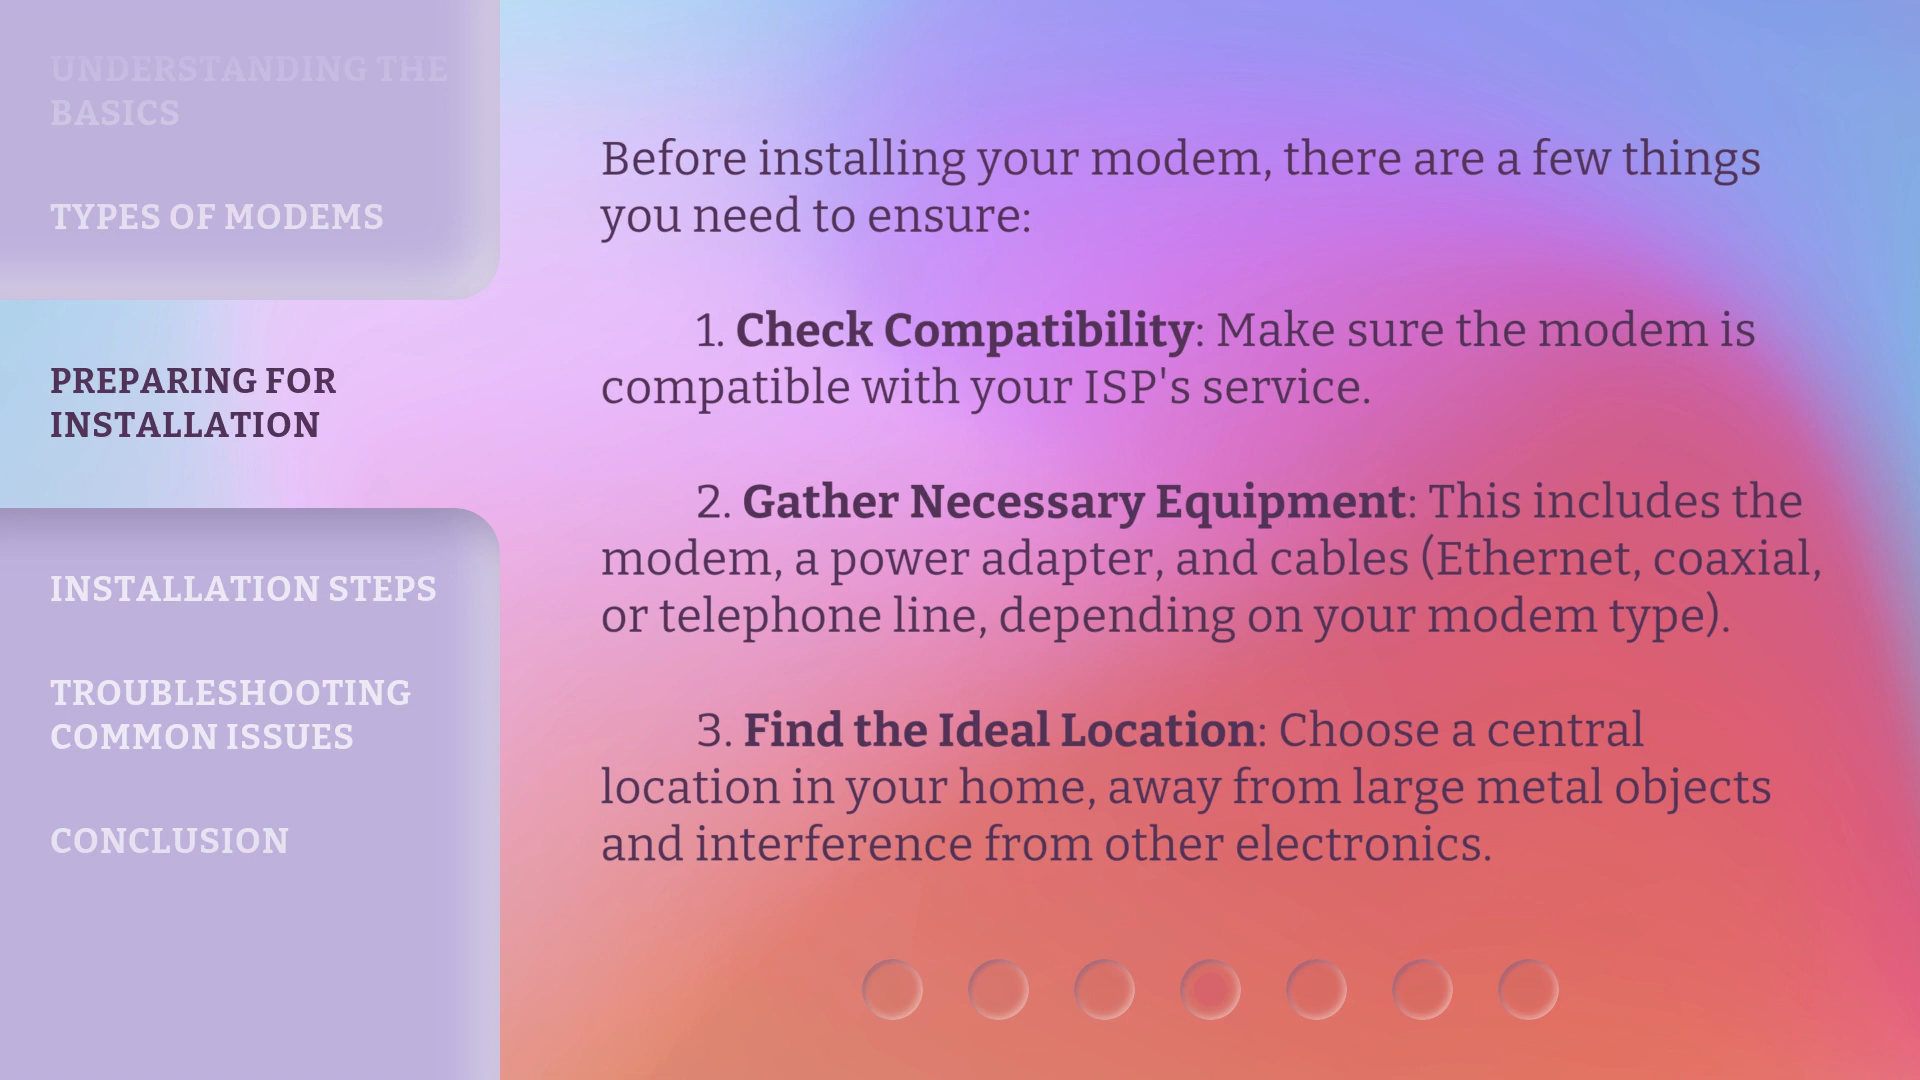 UNDERSTANDING THE
BASICS
TYPES OF MODEMS
PREPARING FOR
INSTALLATION
INSTALLATION STEPS
TROUBLESHOOTING
COMMON ISSUES
CONCLUSION
Before installing your modem, there are a few things
you need to ensure:
1. Check Compatibility: Make sure the modem is
compatible with your ISP's service.
2. Gather Necessary Equipment: This includes the
modem, a power adapter, and cables (Ethernet, coaxial,
or telephone line, depending on your modem type).
3. Find the Ideal Location: Choose a central
location in your home, away from large metal objects
and interference from other electronics.